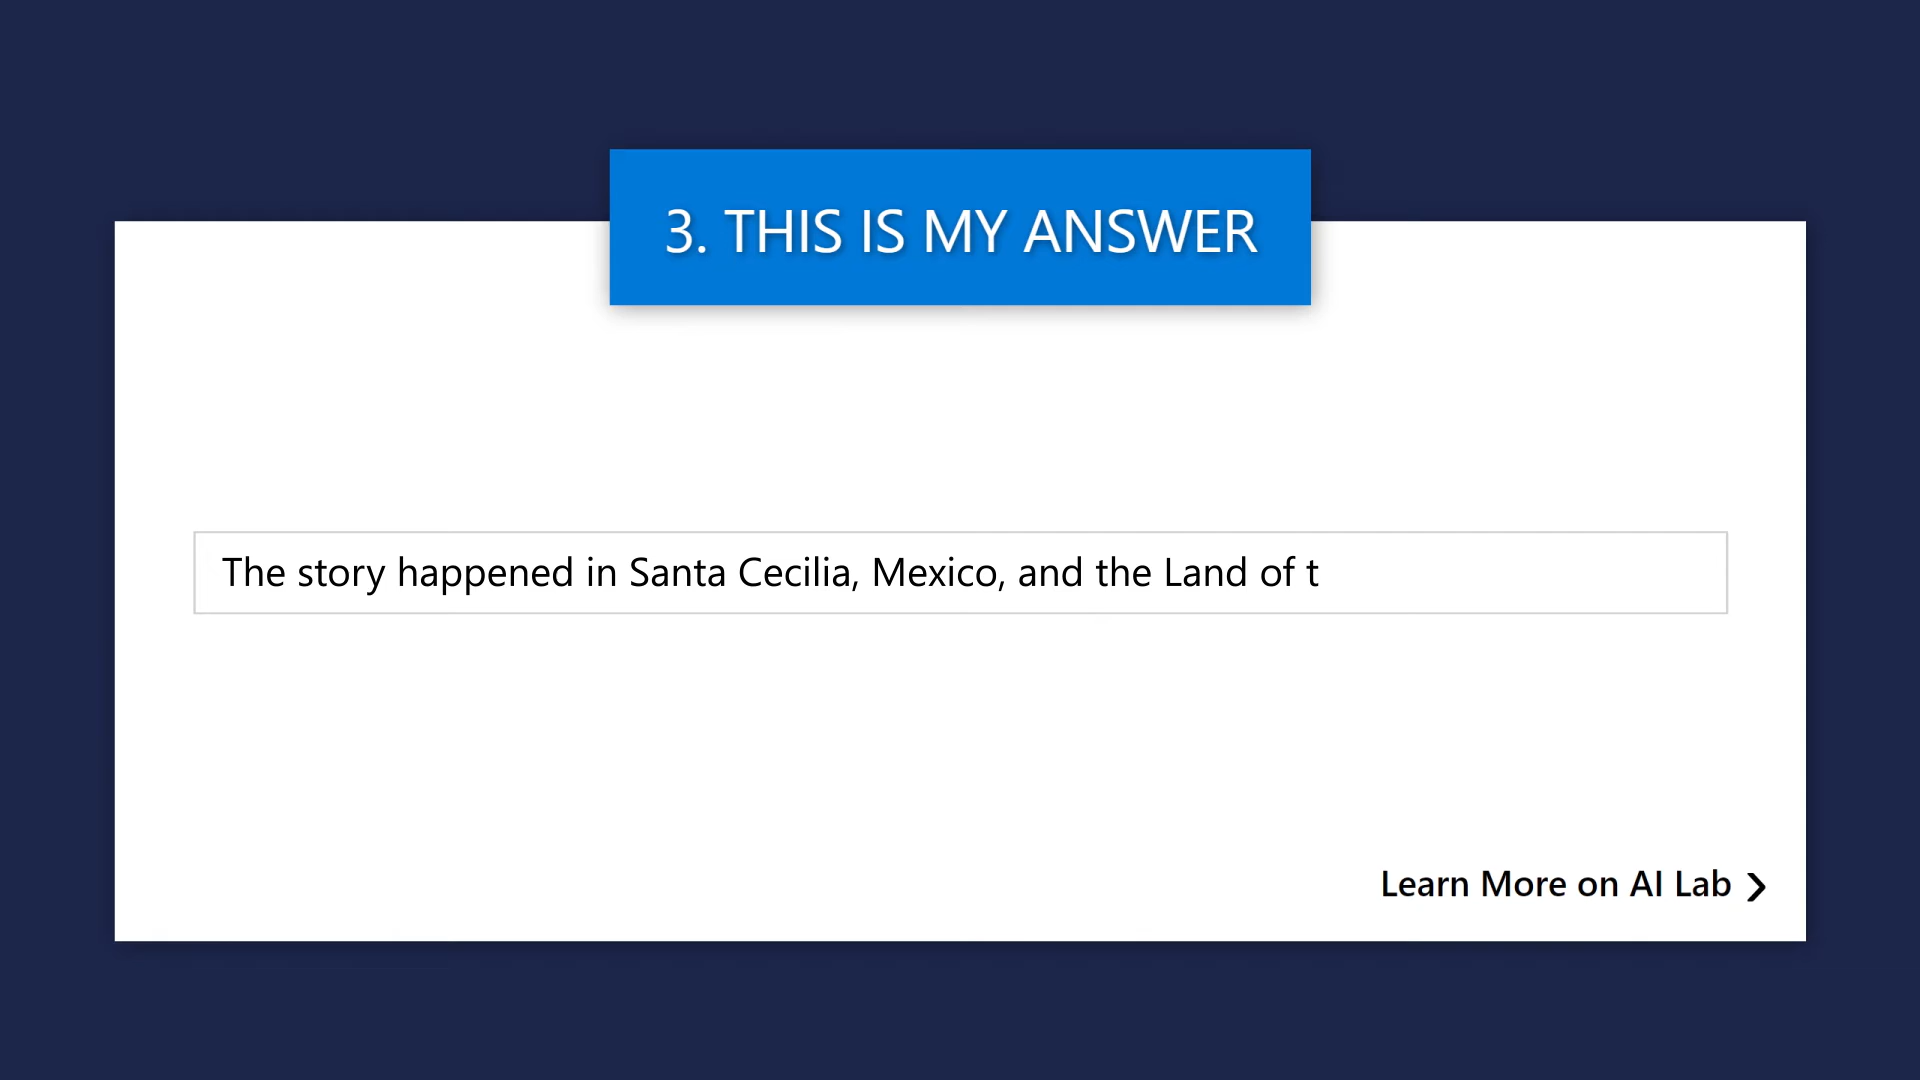 3. THIS IS MY ANSWER
The story happened in Santa Cecilia, Mexico, and the Land of t
Learn More on AI Lab